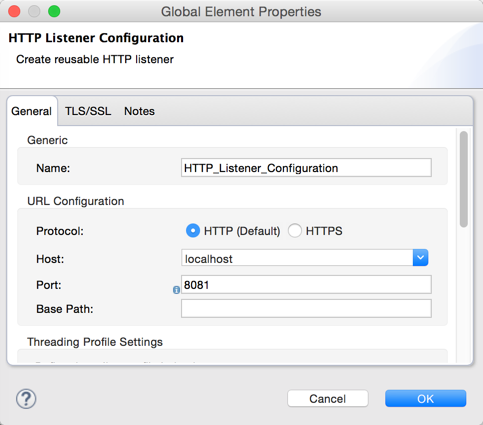 Global Element Properties
HTTP Listener Configuration
Create reusable HTTP listener
General TLS/SSL Notes
Generic
Name: HTTP_Listener_Configuration
URL Configuration
Protocol: HTTP (Default) HTTPS
Host: localhost
Port: 8081
Base Path:
Threading Profile Settings
Cancel OK